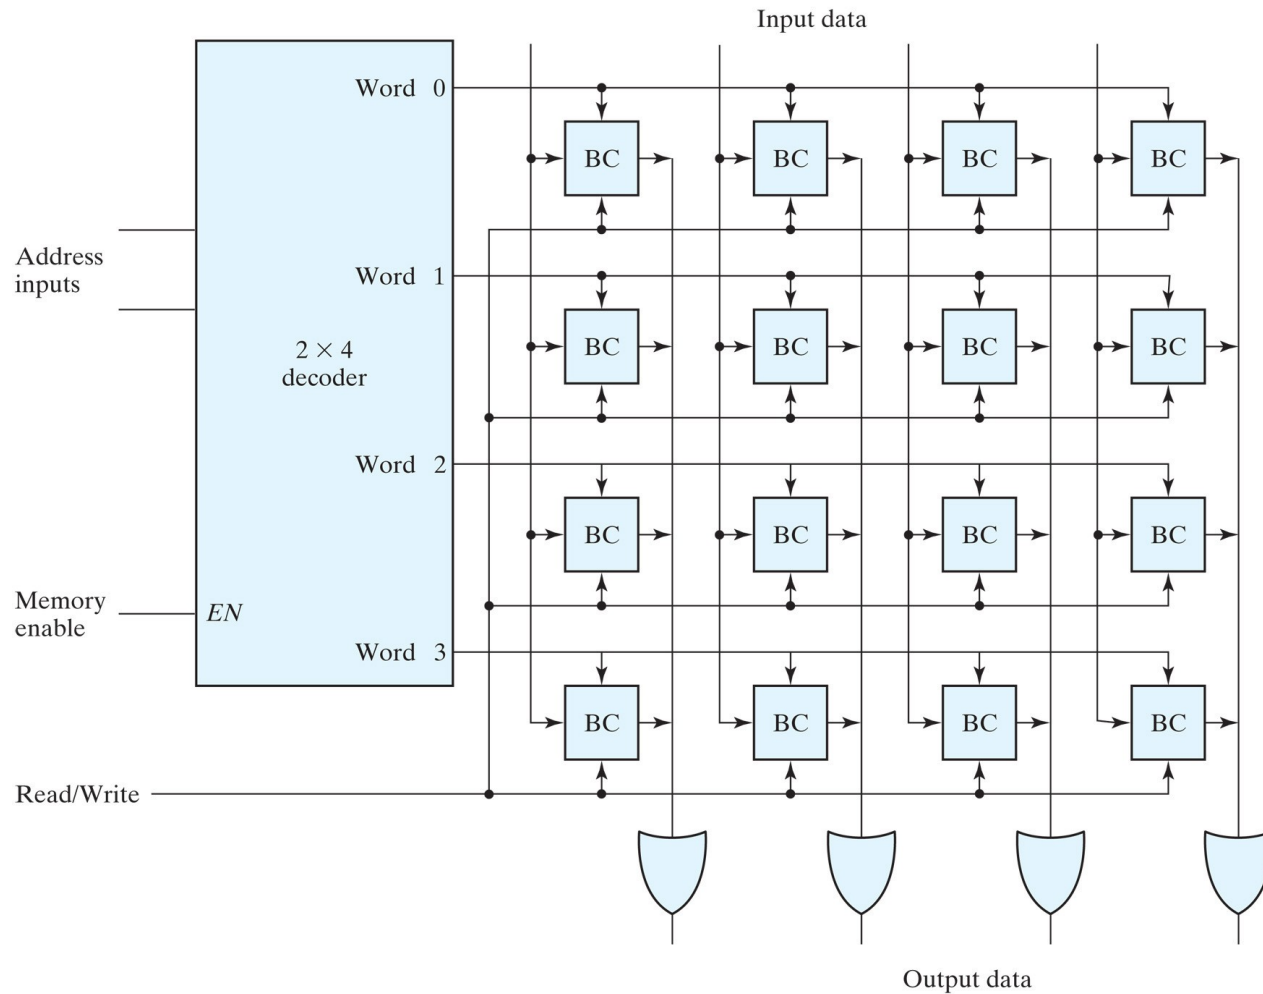 Input data
Word 0
BC BC BC BC
Address
inputs
Word 1
BC BC BC BC
2 × 4
decoder
Word 2
BC BC BC BC
Memory
enable
EN
Word 3
BC BC BC BC
Read/Write
Output data